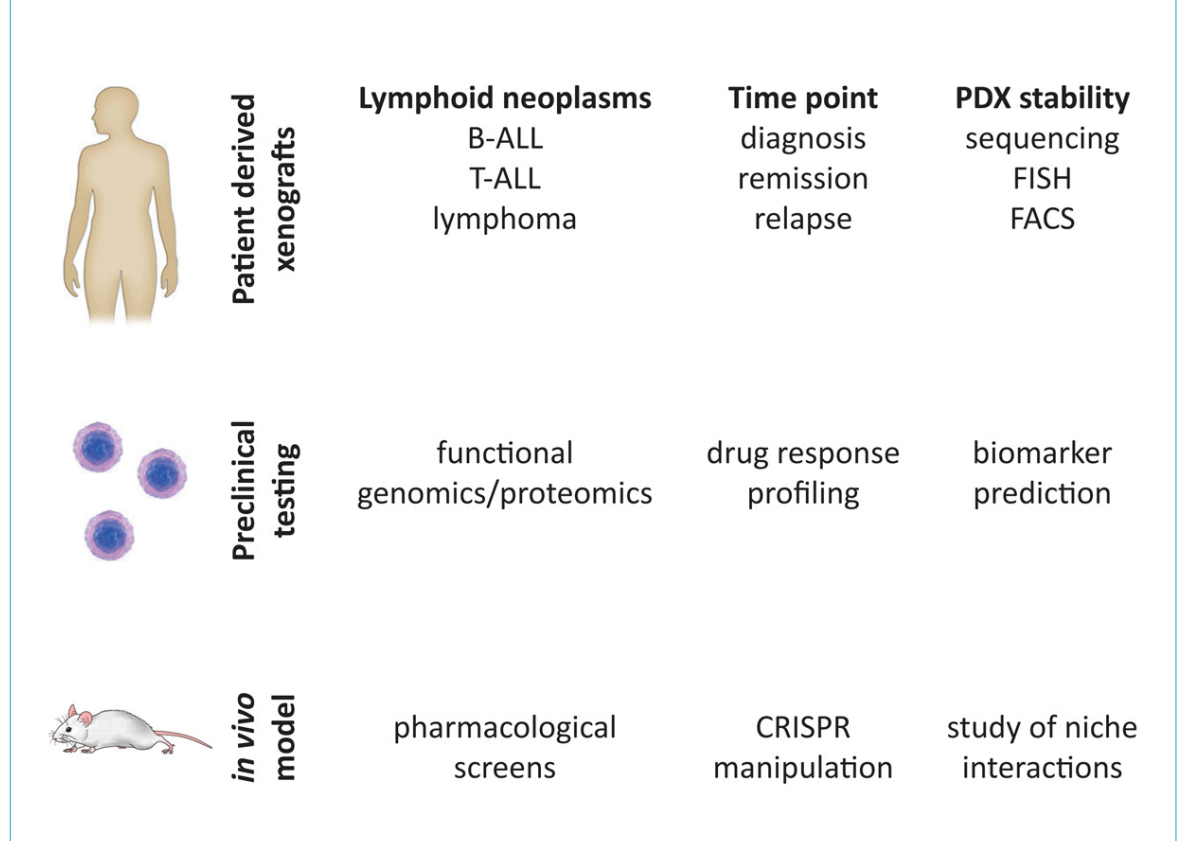 Patient derived
xenografts
Lymphoid neoplasms
B-ALL
T-ALL
lymphoma
Time point
diagnosis
remission
relapse
PDX stability
sequencing
FISH
FACS
Preclinical
testing
functional
genomics/proteomics
drug response
profiling
biomarker
prediction
in vivo
model
pharmacological
screens
CRISPR
manipulation
study of niche
interactions